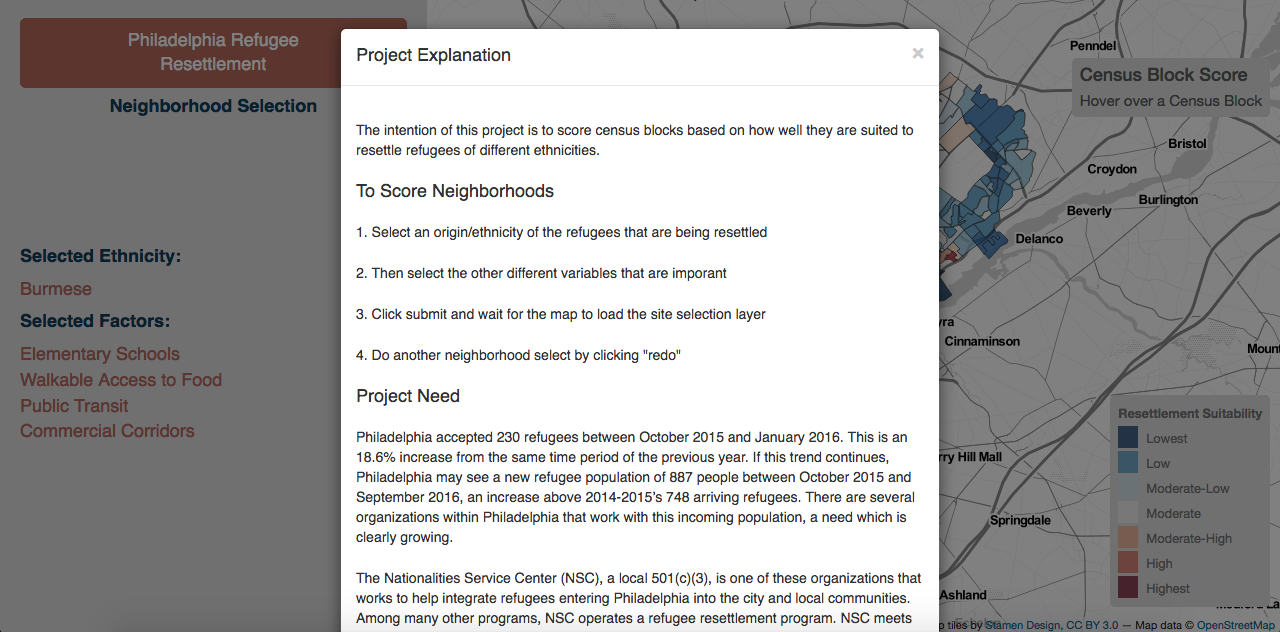 Philadelphia Refugee
Resettlement
Neighborhood Selection
Selected Ethnicity:
Burmese
Selected Factors:
Elementary Schools
Walkable Access to Food
Public Transit
Commercial Corridors
Project Explanation
×
The intention of this project is to score census blocks based on how well they are suited to
resettle refugees of different ethnicities.
To Score Neighborhoods
1. Select an origin/ethnicity of the refugees that are being resettled
2. Then select the other different variables that are imporant
3. Click submit and wait for the map to load the site selection layer
4. Do another neighborhood select by clicking "redo"
Project Need
Philadelphia accepted 230 refugees between October 2015 and January 2016. This is an
18.6% increase from the same time period of the previous year. If this trend continues,
Philadelphia may see a new refugee population of 887 people between October 2015 and
September 2016, an increase above 2014-2015’s 748 arriving refugees. There are several
organizations within Philadelphia that work with this incoming population, a need which is
clearly growing.
The Nationalities Service Center (NSC), a local 501(c)(3), is one of these organizations that
works to help integrate refugees entering Philadelphia into the city and local communities.
Among many other programs, NSC operates a refugee resettlement program. NSC meets
Penndel
Census Block Score
Hover over a Census Block
Bristol
Croydon
Burlington
Beverly
Delanco
yra
Cinnaminson
Mount
rry Hill Mall
Springdale
Ashland
Resettlement Suitability
Lowest
Low
Moderate-Low
Moderate
Moderate-High
High
Highest
Medford La
Echelon
p tiles by Stamen Design, CC BY 3.0 — Map data © OpenStreetMap